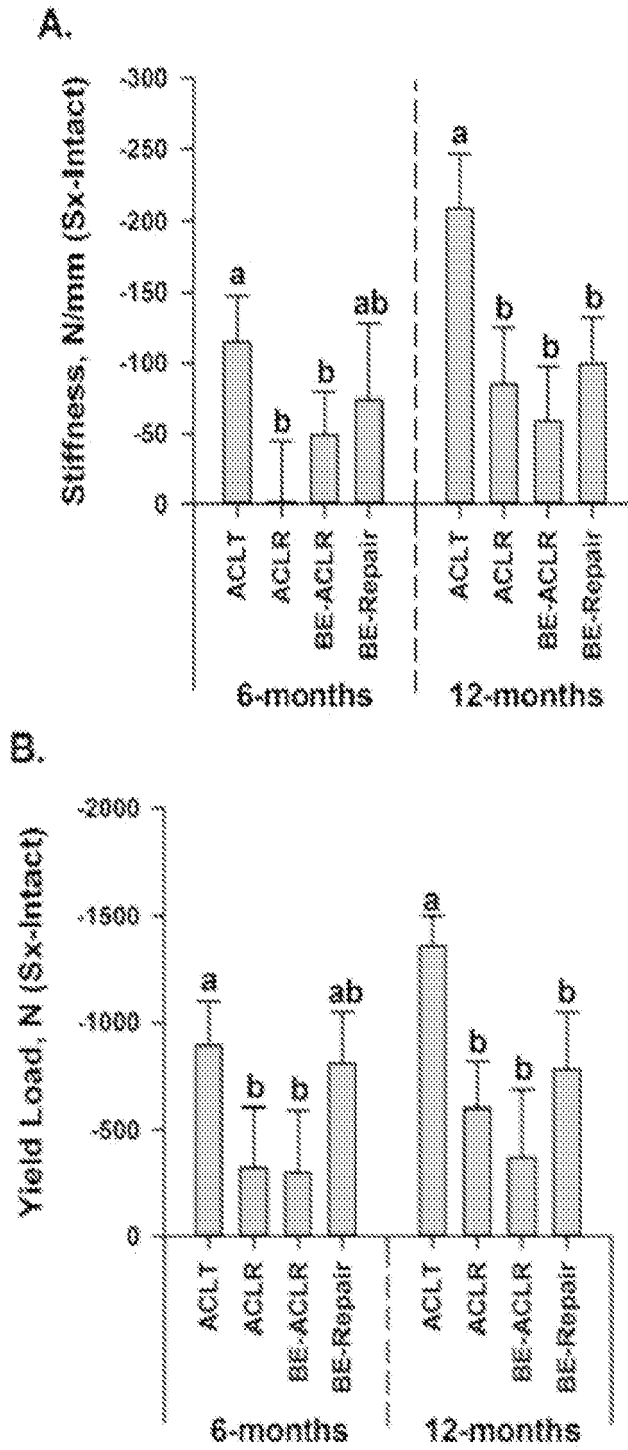 A.
Stiffness, N/mm (Sx-Intact)
-300
-250
-200
-150
-100
-50
0
a
b
b
ab
a
b
b
b
ACLT
ACLR
BE-ACLR
BE-Repair
ACLT
ACLR
BE-ACLR
BE-Repair
6-months
12-months
B.
Yield Load, N (Sx-Intact)
-2000
-1500
-1000
-500
0
a
b
b
ab
a
b
b
b
ACLT
ACLR
BE-ACLR
BE-Repair
ACLT
ACLR
BE-ACLR
BE-Repair
6-months
12-months